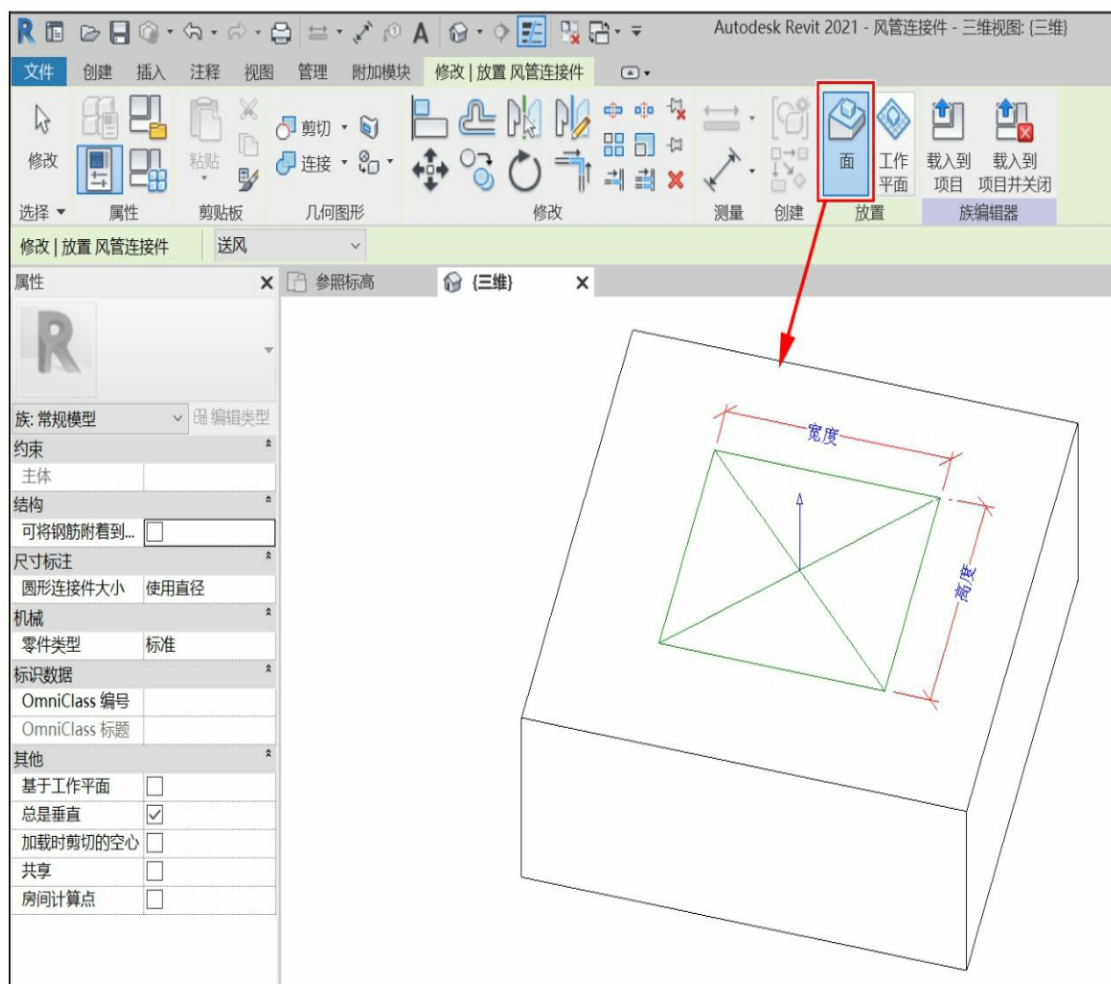 Autodesk Revit 2021 - 风管连接件 - 三维视图: {三维}
文件 创建 插入 注释 视图 管理 附加模块 修改 | 放置 风管连接件
修改 粘贴 剪切 连接 面 工作平面 载入到项目 载入到项目并关闭
选择 属性 剪贴板 几何图形 修改 测量 创建 放置 族编辑器
修改 | 放置 风管连接件 送风
属性 参照标高 {三维}
族: 常规模型 编辑类型
约束
主体
结构
可将钢筋附着到...
尺寸标注
圆形连接件大小 使用直径
机械
零件类型 标准
标识数据
OmniClass 编号
OmniClass 标题
其他
基于工作平面
总是垂直
加载时剪切的空心
共享
房间计算点
宽度
高度